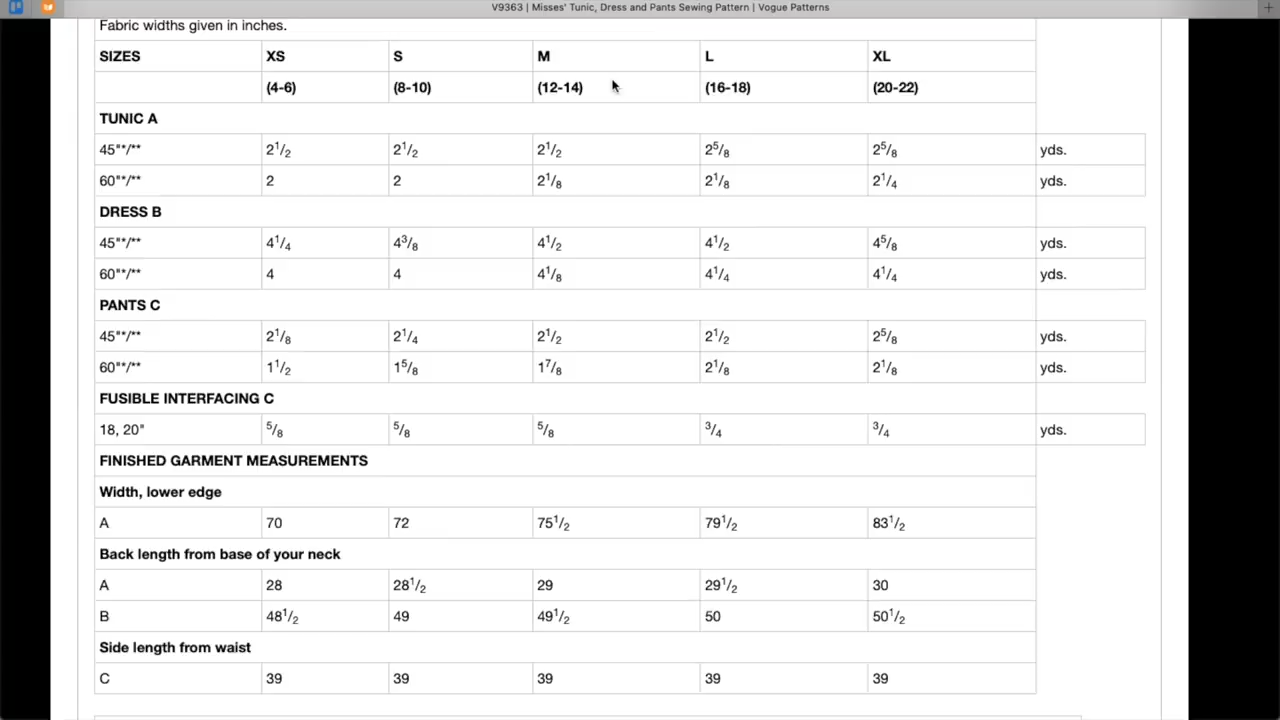 V9363 | Misses' Tunic, Dress and Pants Sewing Pattern | Vogue Patterns
Fabric widths given in inches.
SIZES XS S M L XL
(4-6) (8-10) (12-14) (16-18) (20-22)
TUNIC A
45"*/** 2 1/2 2 1/2 2 1/2 2 5/8 2 5/8 yds.
60"*/** 2 2 2 1/8 2 1/8 2 1/4 yds.
DRESS B
45"*/** 4 1/4 4 3/8 4 1/2 4 1/2 4 5/8 yds.
60"*/** 4 4 4 1/8 4 1/4 4 1/4 yds.
PANTS C
45"*/** 2 1/8 2 1/4 2 1/2 2 1/2 2 5/8 yds.
60"*/** 1 1/2 1 5/8 1 7/8 2 1/8 2 1/8 yds.
FUSIBLE INTERFACING C
18, 20" 5/8 5/8 5/8 3/4 3/4 yds.
FINISHED GARMENT MEASUREMENTS
Width, lower edge
A 70 72 75 1/2 79 1/2 83 1/2
Back length from base of your neck
A 28 28 1/2 29 29 1/2 30
B 48 1/2 49 49 1/2 50 50 1/2
Side length from waist
C 39 39 39 39 39